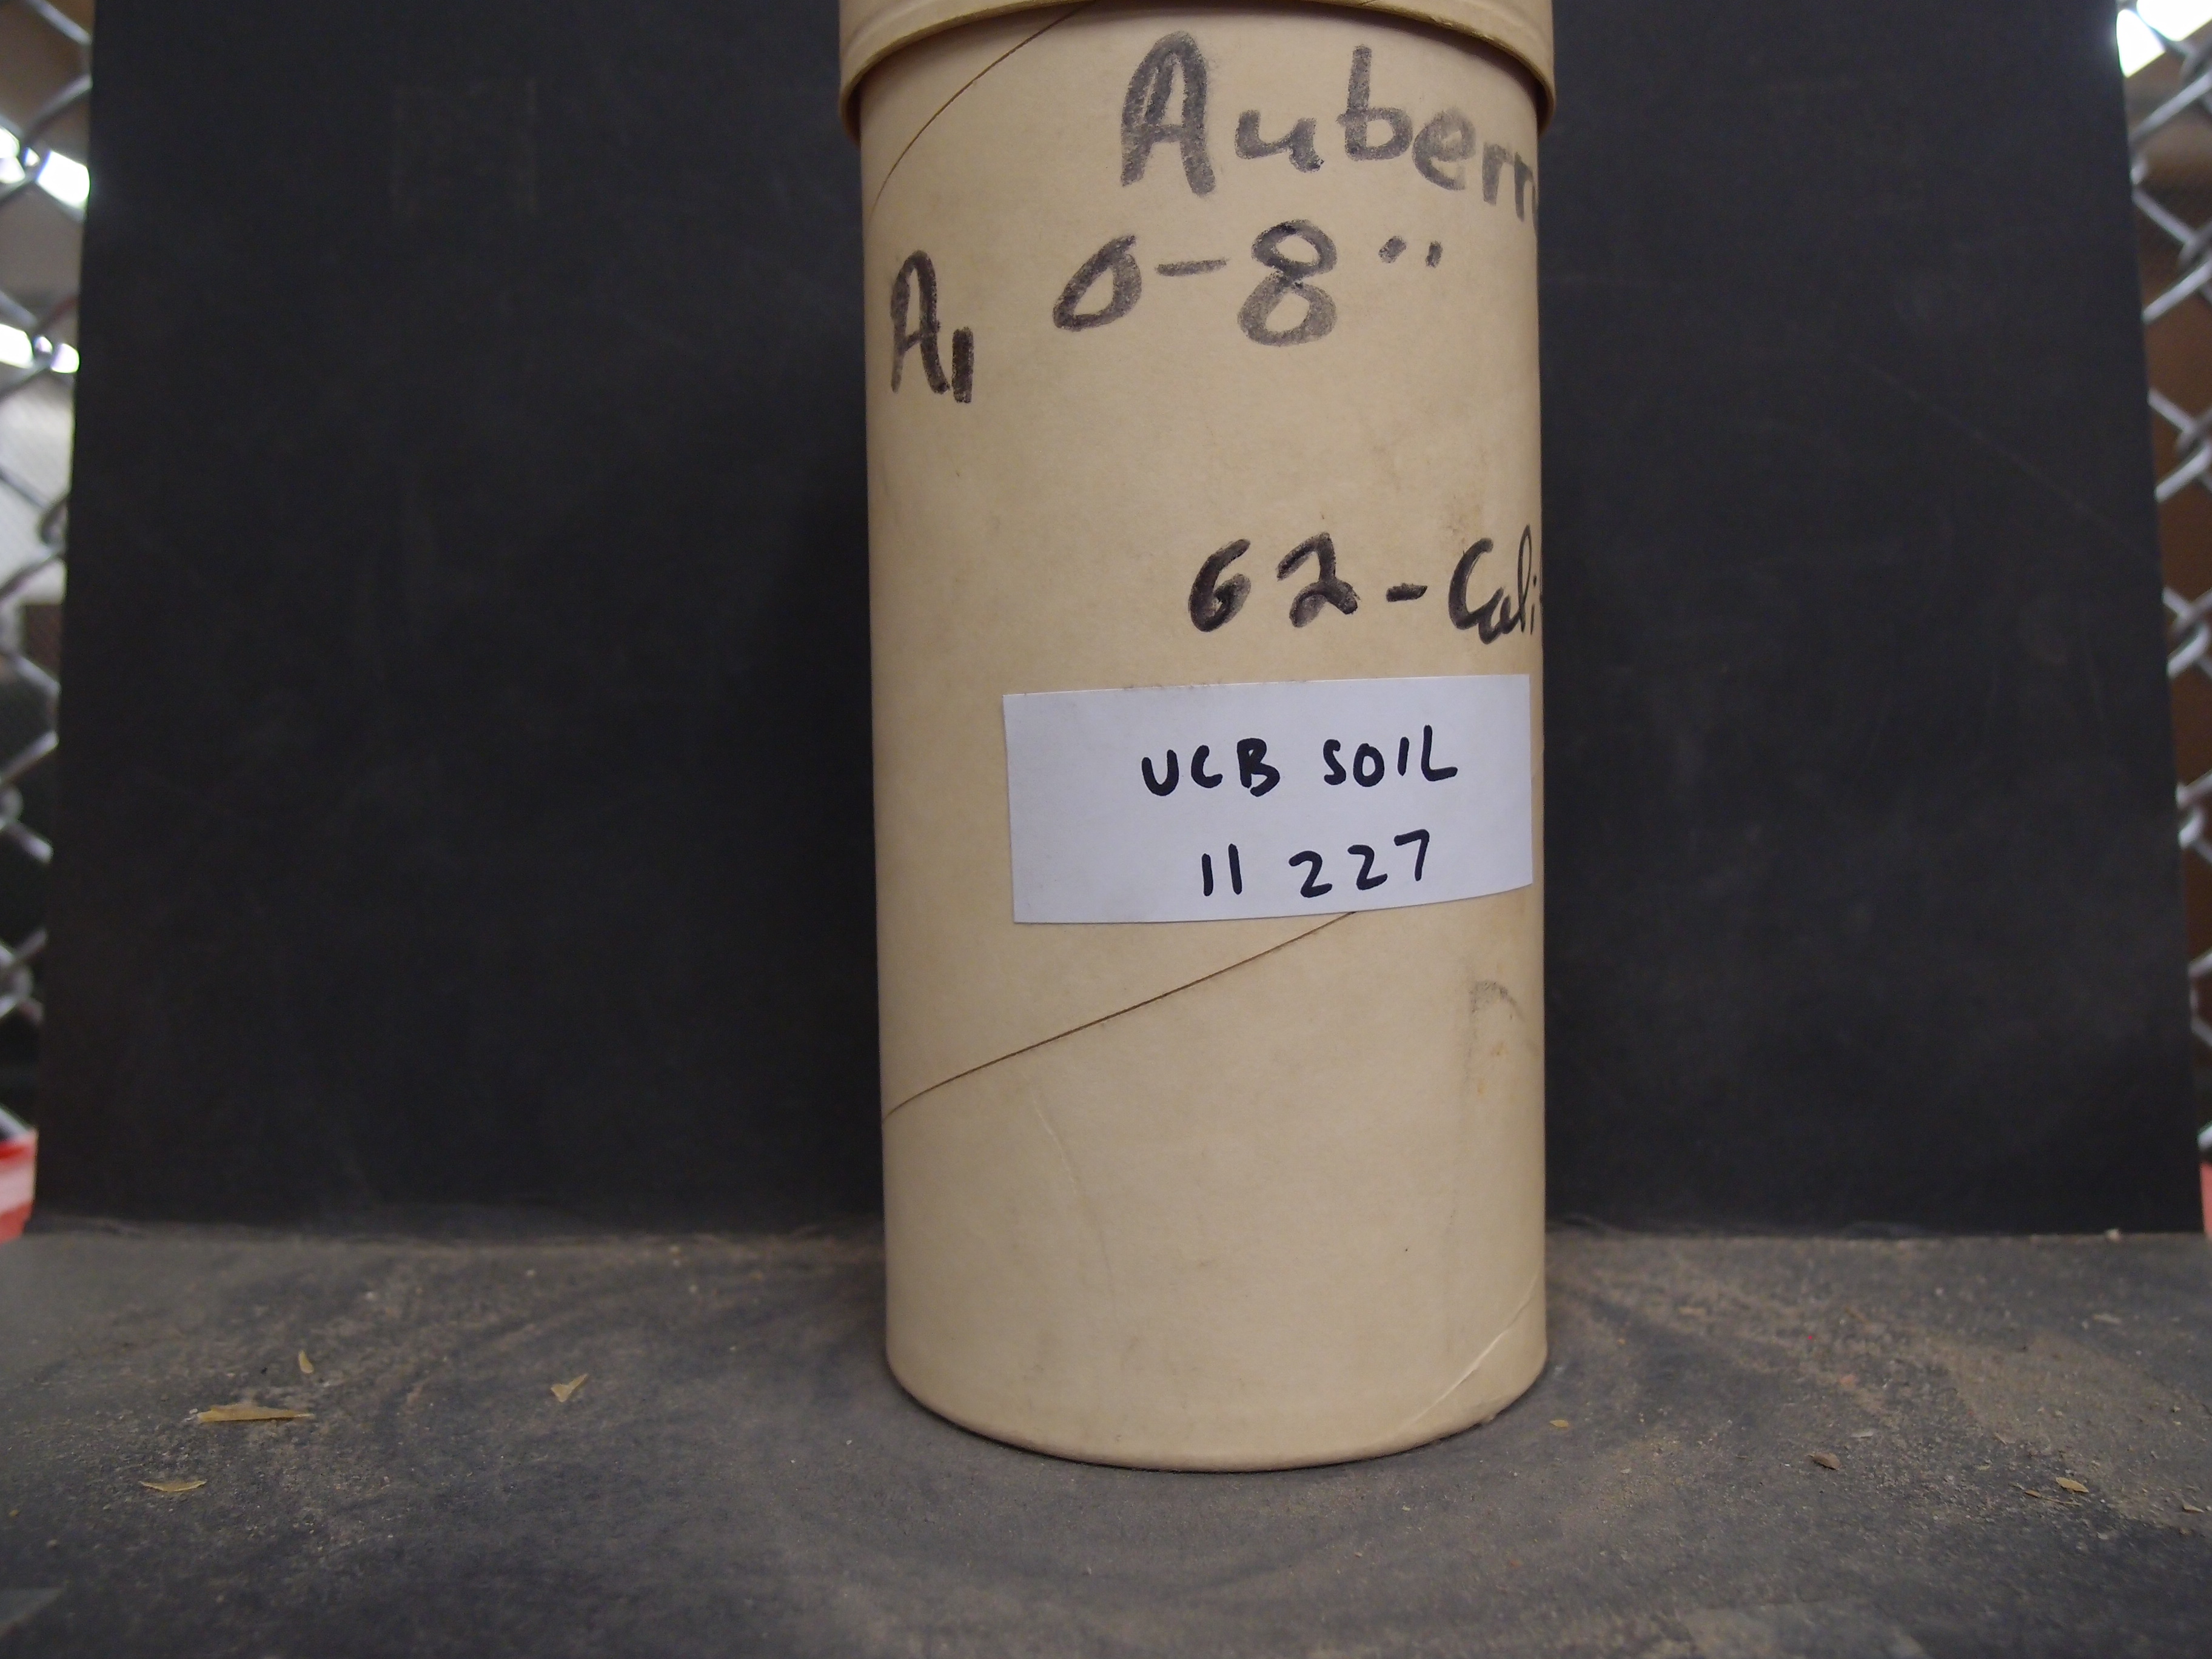 Auberr
A1 0-8"
62-Cali
UCB SOIL
11 227